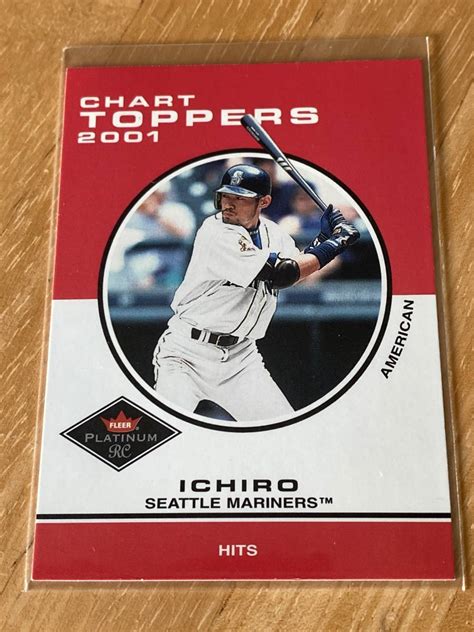 CHART
TOPPERS
2001
AMERICAN
FLEER
PLATINUM
RC
ICHIRO
SEATTLE MARINERS™
HITS